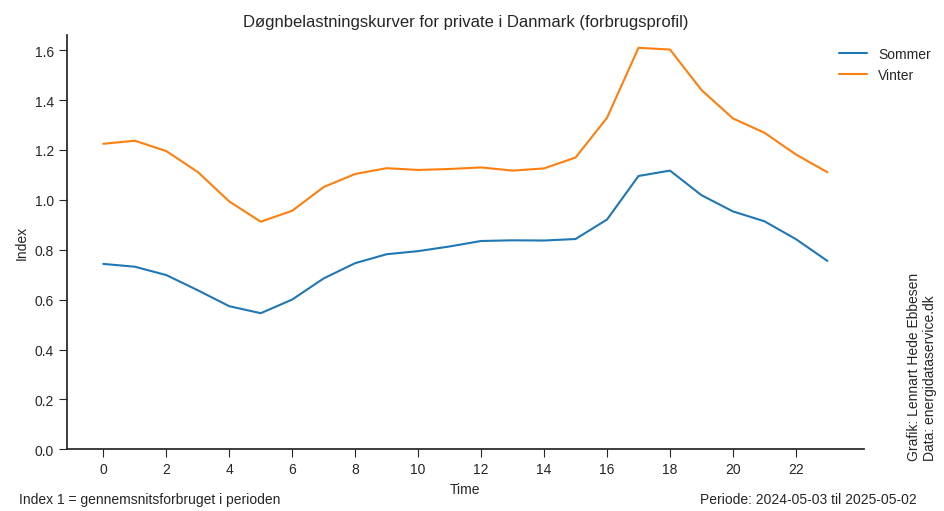 Døgnbelastningskurver for private i Danmark (forbrugsprofil)
Sommer
Vinter
1.6
1.4
1.2
1.0
0.8
0.6
0.4
0.2
0.0
Index
0 2 4 6 8 10 12 14 16 18 20 22
Time
Grafik: Lennart Hede Ebbesen
Data: energidataservice.dk
Index 1 = gennemsnitsforbruget i perioden
Periode: 2024-05-03 til 2025-05-02